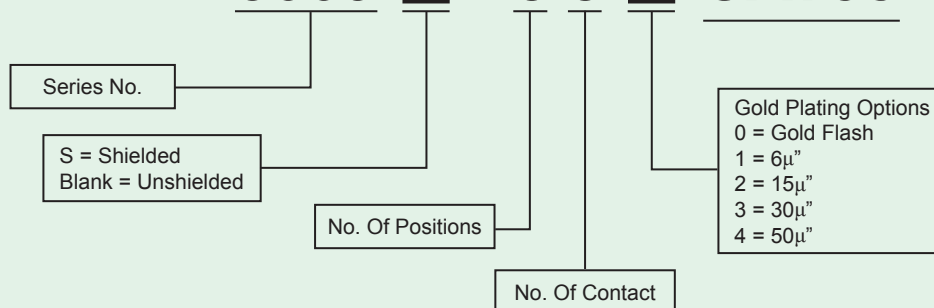 Series No.
S = Shielded
Blank = Unshielded
No. Of Positions
No. Of Contact
Gold Plating Options
0 = Gold Flash
1 = 6µ”
2 = 15µ”
3 = 30µ”
4 = 50µ”